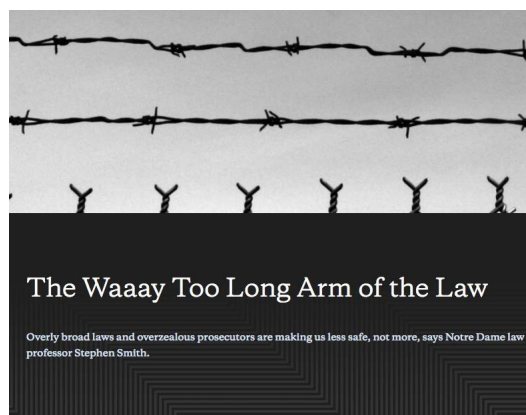 The Waaay Too Long Arm of the Law
Overly broad laws and overzealous prosecutors are making us less safe, not more, says Notre Dame law
professor Stephen Smith.